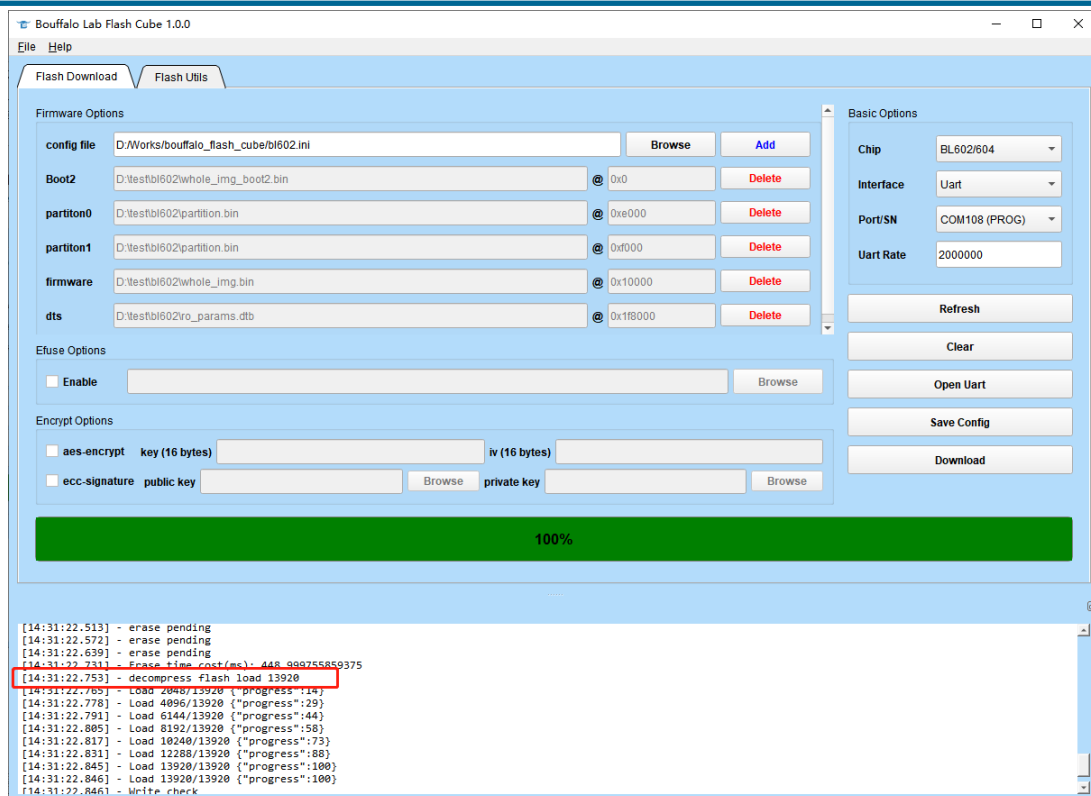 Bouffalo Lab Flash Cube 1.0.0
File Help
Flash Download Flash Utils
Firmware Options
config file D:/Works/bouffalo_flash_cube/bl602.ini Browse Add
Boot2 D:\test\bl602\whole_img_boot2.bin @ 0x0 Delete
partiton0 D:\test\bl602\partition.bin @ 0xe000 Delete
partiton1 D:\test\bl602\partition.bin @ 0xf000 Delete
firmware D:\test\bl602\whole_img.bin @ 0x10000 Delete
dts D:\test\bl602\ro_params.dtb @ 0x1f8000 Delete
Basic Options
Chip BL602/604
Interface Uart
Port/SN COM108 (PROG)
Uart Rate 2000000
Refresh
Clear
Open Uart
Save Config
Download
Efuse Options
Enable Browse
Encrypt Options
aes-encrypt key (16 bytes) iv (16 bytes)
ecc-signature public key Browse private key Browse
100%
[14:31:22.513] - erase pending
[14:31:22.572] - erase pending
[14:31:22.639] - erase pending
[14:31:22.731] - Erase time cost(ms): 448.999755859375
[14:31:22.753] - decompress flash load 13920
[14:31:22.765] - Load 2048/13920 {"progress":14}
[14:31:22.778] - Load 4096/13920 {"progress":29}
[14:31:22.791] - Load 6144/13920 {"progress":44}
[14:31:22.805] - Load 8192/13920 {"progress":58}
[14:31:22.817] - Load 10240/13920 {"progress":73}
[14:31:22.831] - Load 12288/13920 {"progress":88}
[14:31:22.845] - Load 13920/13920 {"progress":100}
[14:31:22.846] - Load 13920/13920 {"progress":100}
[14:31:22.846] - Write check